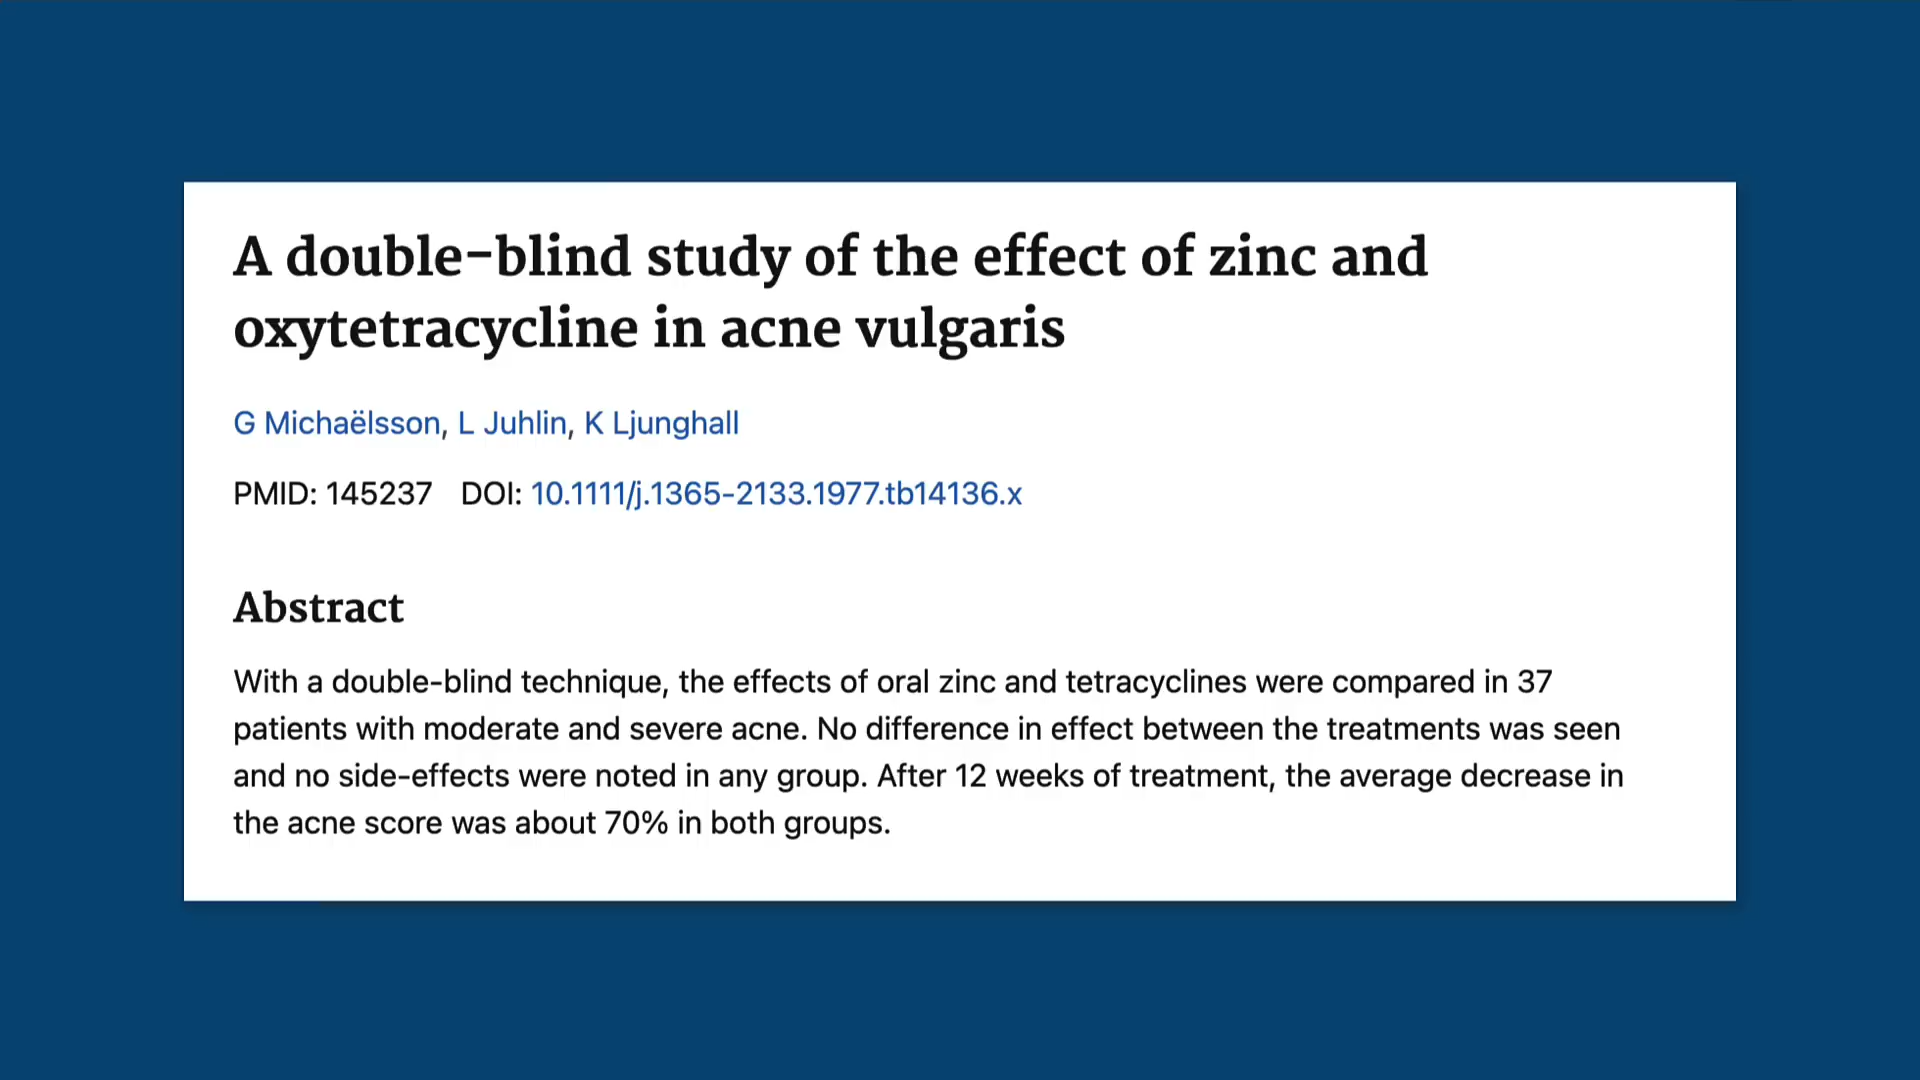 A double-blind study of the effect of zinc and
oxytetracycline in acne vulgaris
G Michaëlsson, L Juhlin, K Ljunghall
PMID: 145237 DOI: 10.1111/j.1365-2133.1977.tb14136.x
Abstract
With a double-blind technique, the effects of oral zinc and tetracyclines were compared in 37
patients with moderate and severe acne. No difference in effect between the treatments was seen
and no side-effects were noted in any group. After 12 weeks of treatment, the average decrease in
the acne score was about 70% in both groups.